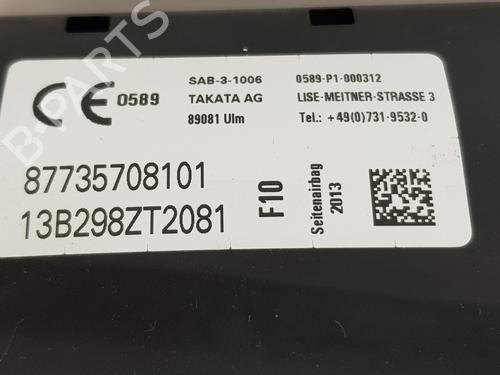 CE 0589
SAB-3-1006
TAKATA AG
89081 Ulm
0589-P1-000312
LISE-MEITNER-STRASSE 3
Tel.: +49(0)731-9532-0
87735708101
13B298ZT2081
F10
Seitenairbag
2013
B-PARTS